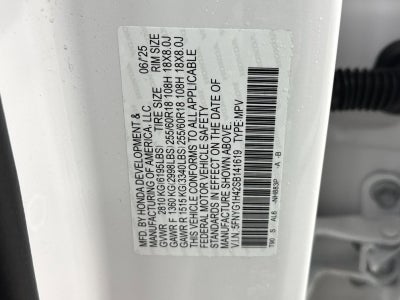 MFD. BY HONDA DEVELOPMENT & 06/25
MANUFACTURING OF AMERICA, LLC.
GVWR 2810 KG(6195LBS) TIRE SIZE RIM SIZE
GAWR F 1360 KG(2998LBS) 255/60R18 108H 18X8.0J
GAWR R 1515 KG(3340LBS) 255/60R18 108H 18X8.0J
THIS VEHICLE CONFORMS TO ALL APPLICABLE
FEDERAL MOTOR VEHICLE SAFETY
STANDARDS IN EFFECT ON THE DATE OF
MANUFACTURE SHOWN ABOVE.
V.I.N. 5FNYG1H42SB141619 TYPE:MPV
T90 S AL6 NH883P A B